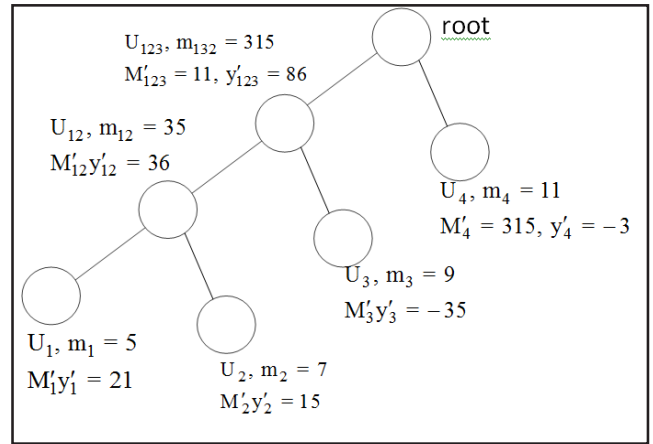 root
U₁₂₃, m₁₃₂ = 315
M′₁₂₃ = 11, y′₁₂₃ = 86
U₁₂, m₁₂ = 35
M′₁₂y′₁₂ = 36
U₄, m₄ = 11
M′₄ = 315, y′₄ = −3
U₃, m₃ = 9
M′₃y′₃ = −35
U₁, m₁ = 5
M′₁y′₁ = 21
U₂, m₂ = 7
M′₂y′₂ = 15